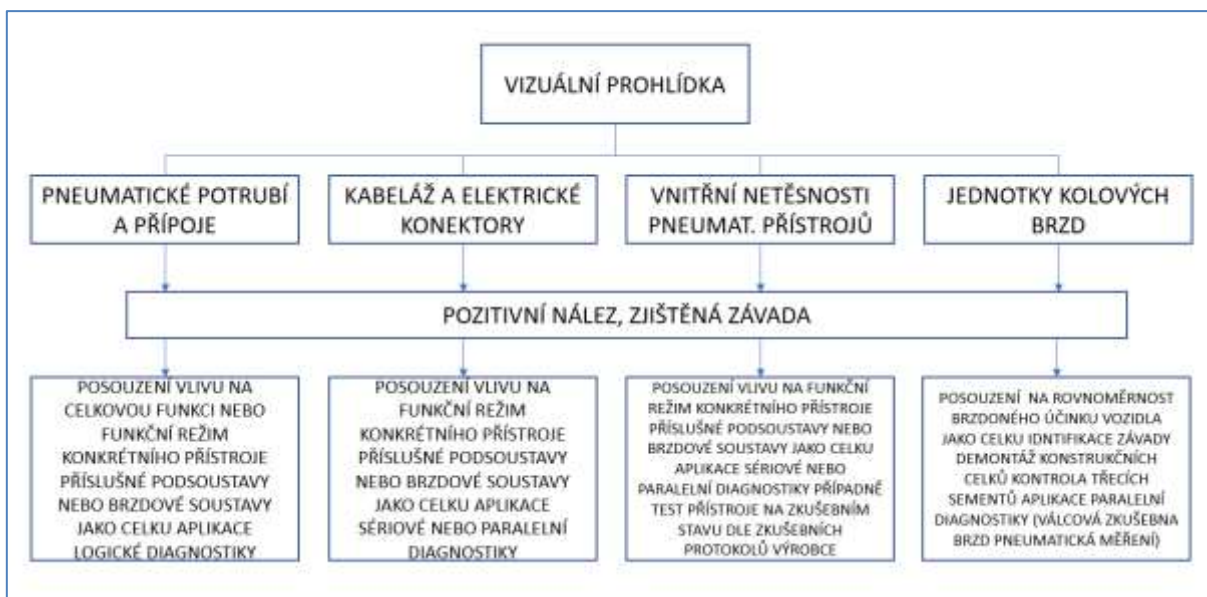 VIZUÁLNÍ PROHLÍDKA
PNEUMATICKÉ POTRUBÍ
A PŘÍPOJE
KABELÁŽ A ELEKTRICKÉ
KONEKTORY
VNITŘNÍ NETĚSNOSTI
PNEUMAT. PŘÍSTROJŮ
JEDNOTKY KOLOVÝCH
BRZD
POZITIVNÍ NÁLEZ, ZJIŠTĚNÁ ZÁVADA
POSOUZENÍ VLIVU NA
CELKOVOU FUNKCI NEBO
FUNKČNÍ REŽIM
KONKRÉTNÍHO PŘÍSTROJE
PŘÍSLUŠNÉ PODSOUSTAVY
NEBO BRZDOVÉ SOUSTAVY
JAKO CELKU APLIKACE
LOGICKÉ DIAGNOSTIKY
POSOUZENÍ VLIVU NA
FUNKČNÍ REŽIM
KONKRÉTNÍHO PŘÍSTROJE
PŘÍSLUŠNÉ PODSOUSTAVY
NEBO BRZDOVÉ SOUSTAVY
JAKO CELKU APLIKACE
SÉRIOVÉ NEBO PARALELNÍ
DIAGNOSTIKY
POSOUZENÍ VLIVU NA FUNKČNÍ
REŽIM KONKRÉTNÍHO PŘÍSTROJE
PŘÍSLUŠNÉ PODSOUSTAVY NEBO
BRZDOVÉ SOUSTAVY JAKO CELKU
APLIKACE SÉRIOVÉ NEBO
PARALELNÍ DIAGNOSTIKY PŘÍPADNĚ
TEST PŘÍSTROJE NA ZKUŠEBNÍM
STAVU DLE ZKUŠEBNÍCH
PROTOKOLŮ VÝROBCE
POSOUZENÍ NA ROVNOMĚRNOST
BRZDONÉHO ÚČINKU VOZIDLA
JAKO CELKU IDNTIFIKACE ZÁVADY
DEMONTÁŽ KONSTRUKČNÍCH
CELKŮ KONTROLA TŘECÍCH
SEMENTŮ APLIKACE PARALELNÍ
DIAGNOSTIKY (VÁLCOVÁ ZKUŠEBNA
BRZD PNEUMATICKÁ MĚŘENÍ)